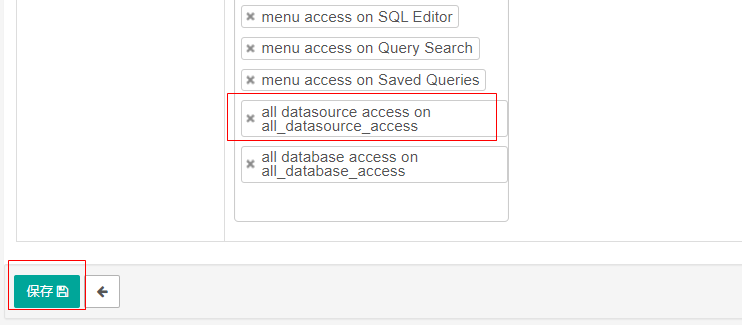 menu access on SQL Editor
menu access on Query Search
menu access on Saved Queries
all datasource access on
all_datasource_access
all database access on
all_database_access
保存